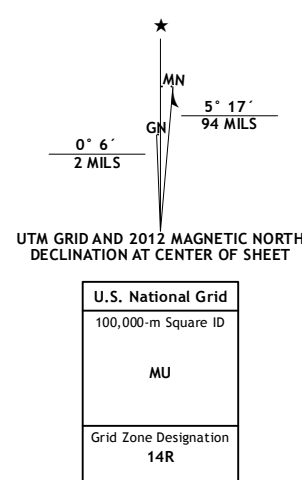 ★
MN
5° 17´
94 MILS
GN
0° 6´
2 MILS
UTM GRID AND 2012 MAGNETIC NORTH
DECLINATION AT CENTER OF SHEET
U.S. National Grid
100,000-m Square ID
MU
Grid Zone Designation
14R